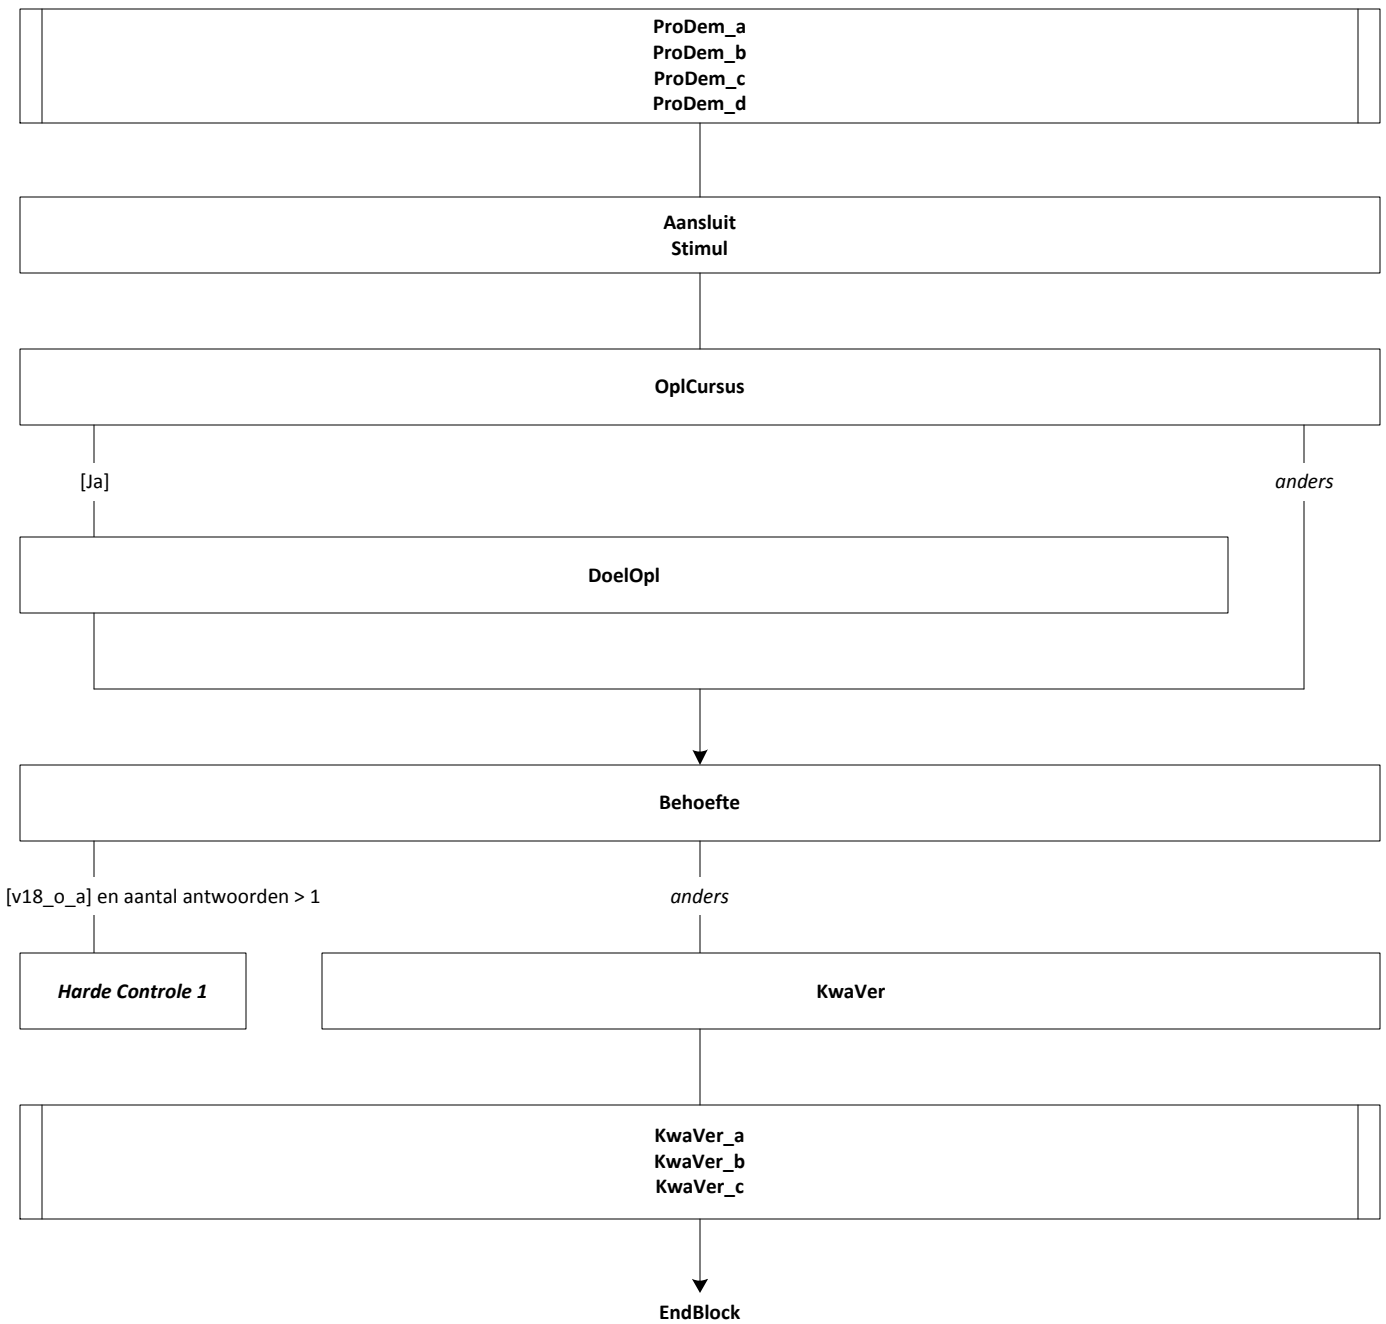 ProDem_a
ProDem_b
ProDem_c
ProDem_d
Aansluit
Stimul
OplCursus
[Ja]
anders
DoelOpl
Behoefte
[v18_o_a] en aantal antwoorden > 1
anders
Harde Controle 1
KwaVer
KwaVer_a
KwaVer_b
KwaVer_c
EndBlock